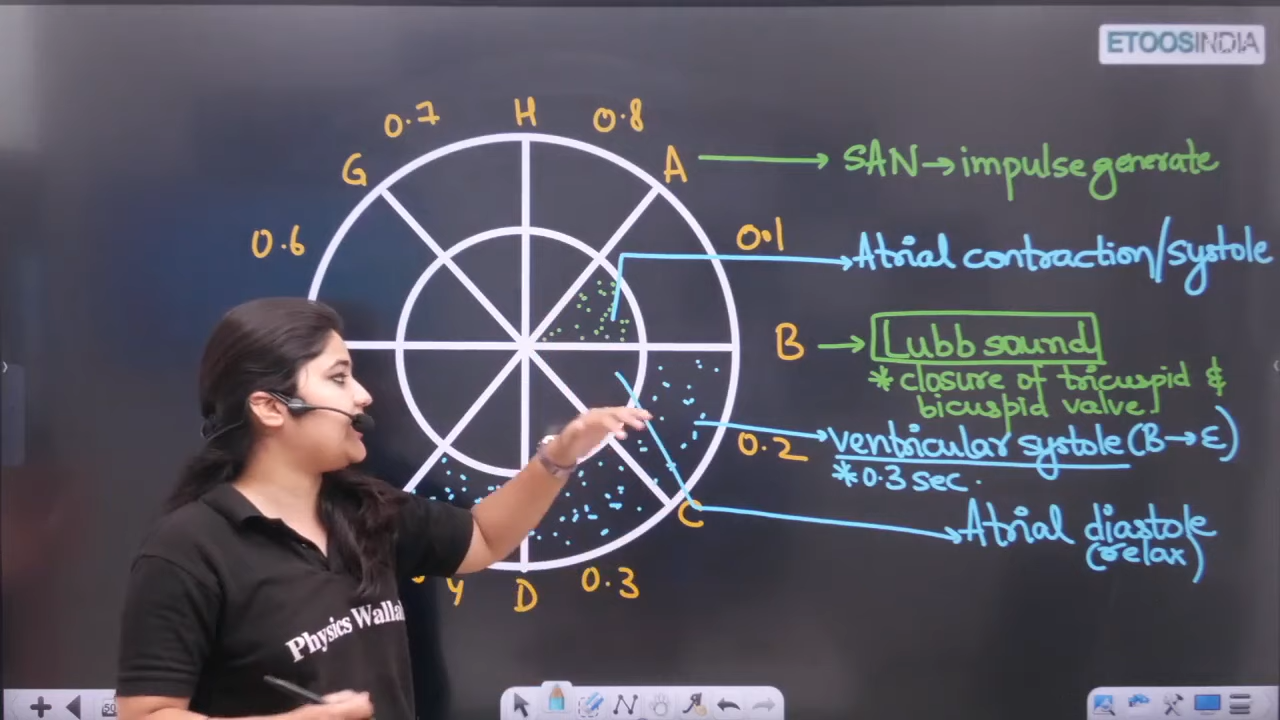 ETOOSINDIA
0.7
H
0.8
G
A → SAN → impulse generate
0.6
0.1
Atrial contraction/systole
B → Lubb sound
* closure of tricuspid &
bicuspid valve.
0.2
ventricular systole (B→E)
* 0.3 sec.
C
Atrial diastole
(relax)
D
0.3
Physics Walla
50